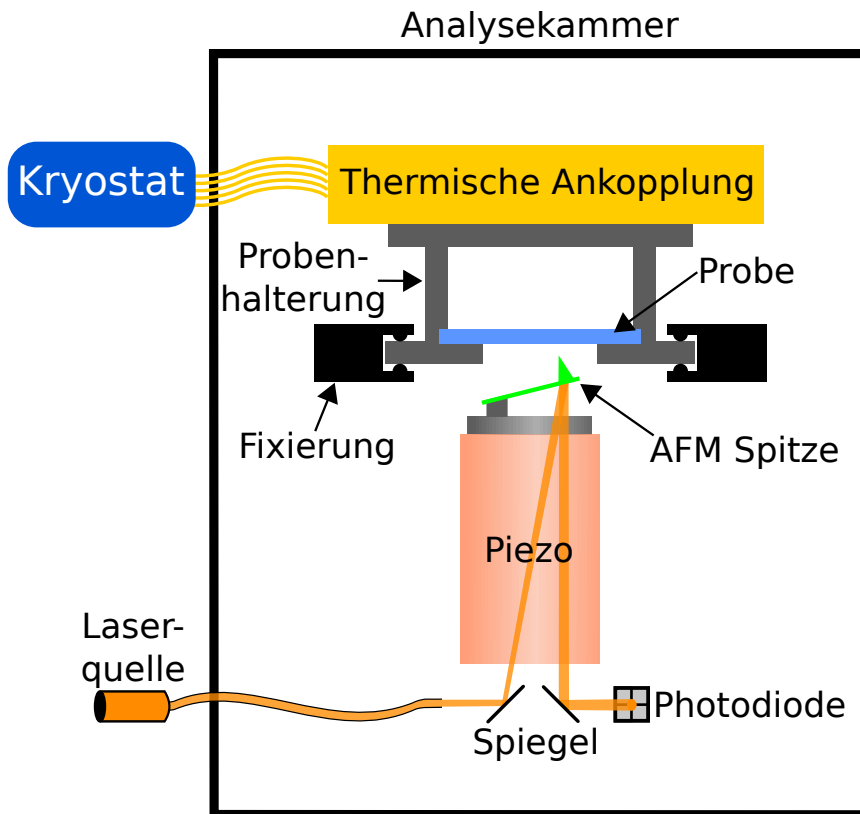 Analysekammer
Kryostat
Thermische Ankopplung
Proben-
halterung
Probe
Fixierung
AFM Spitze
Piezo
Laser-
quelle
Photodiode
Spiegel